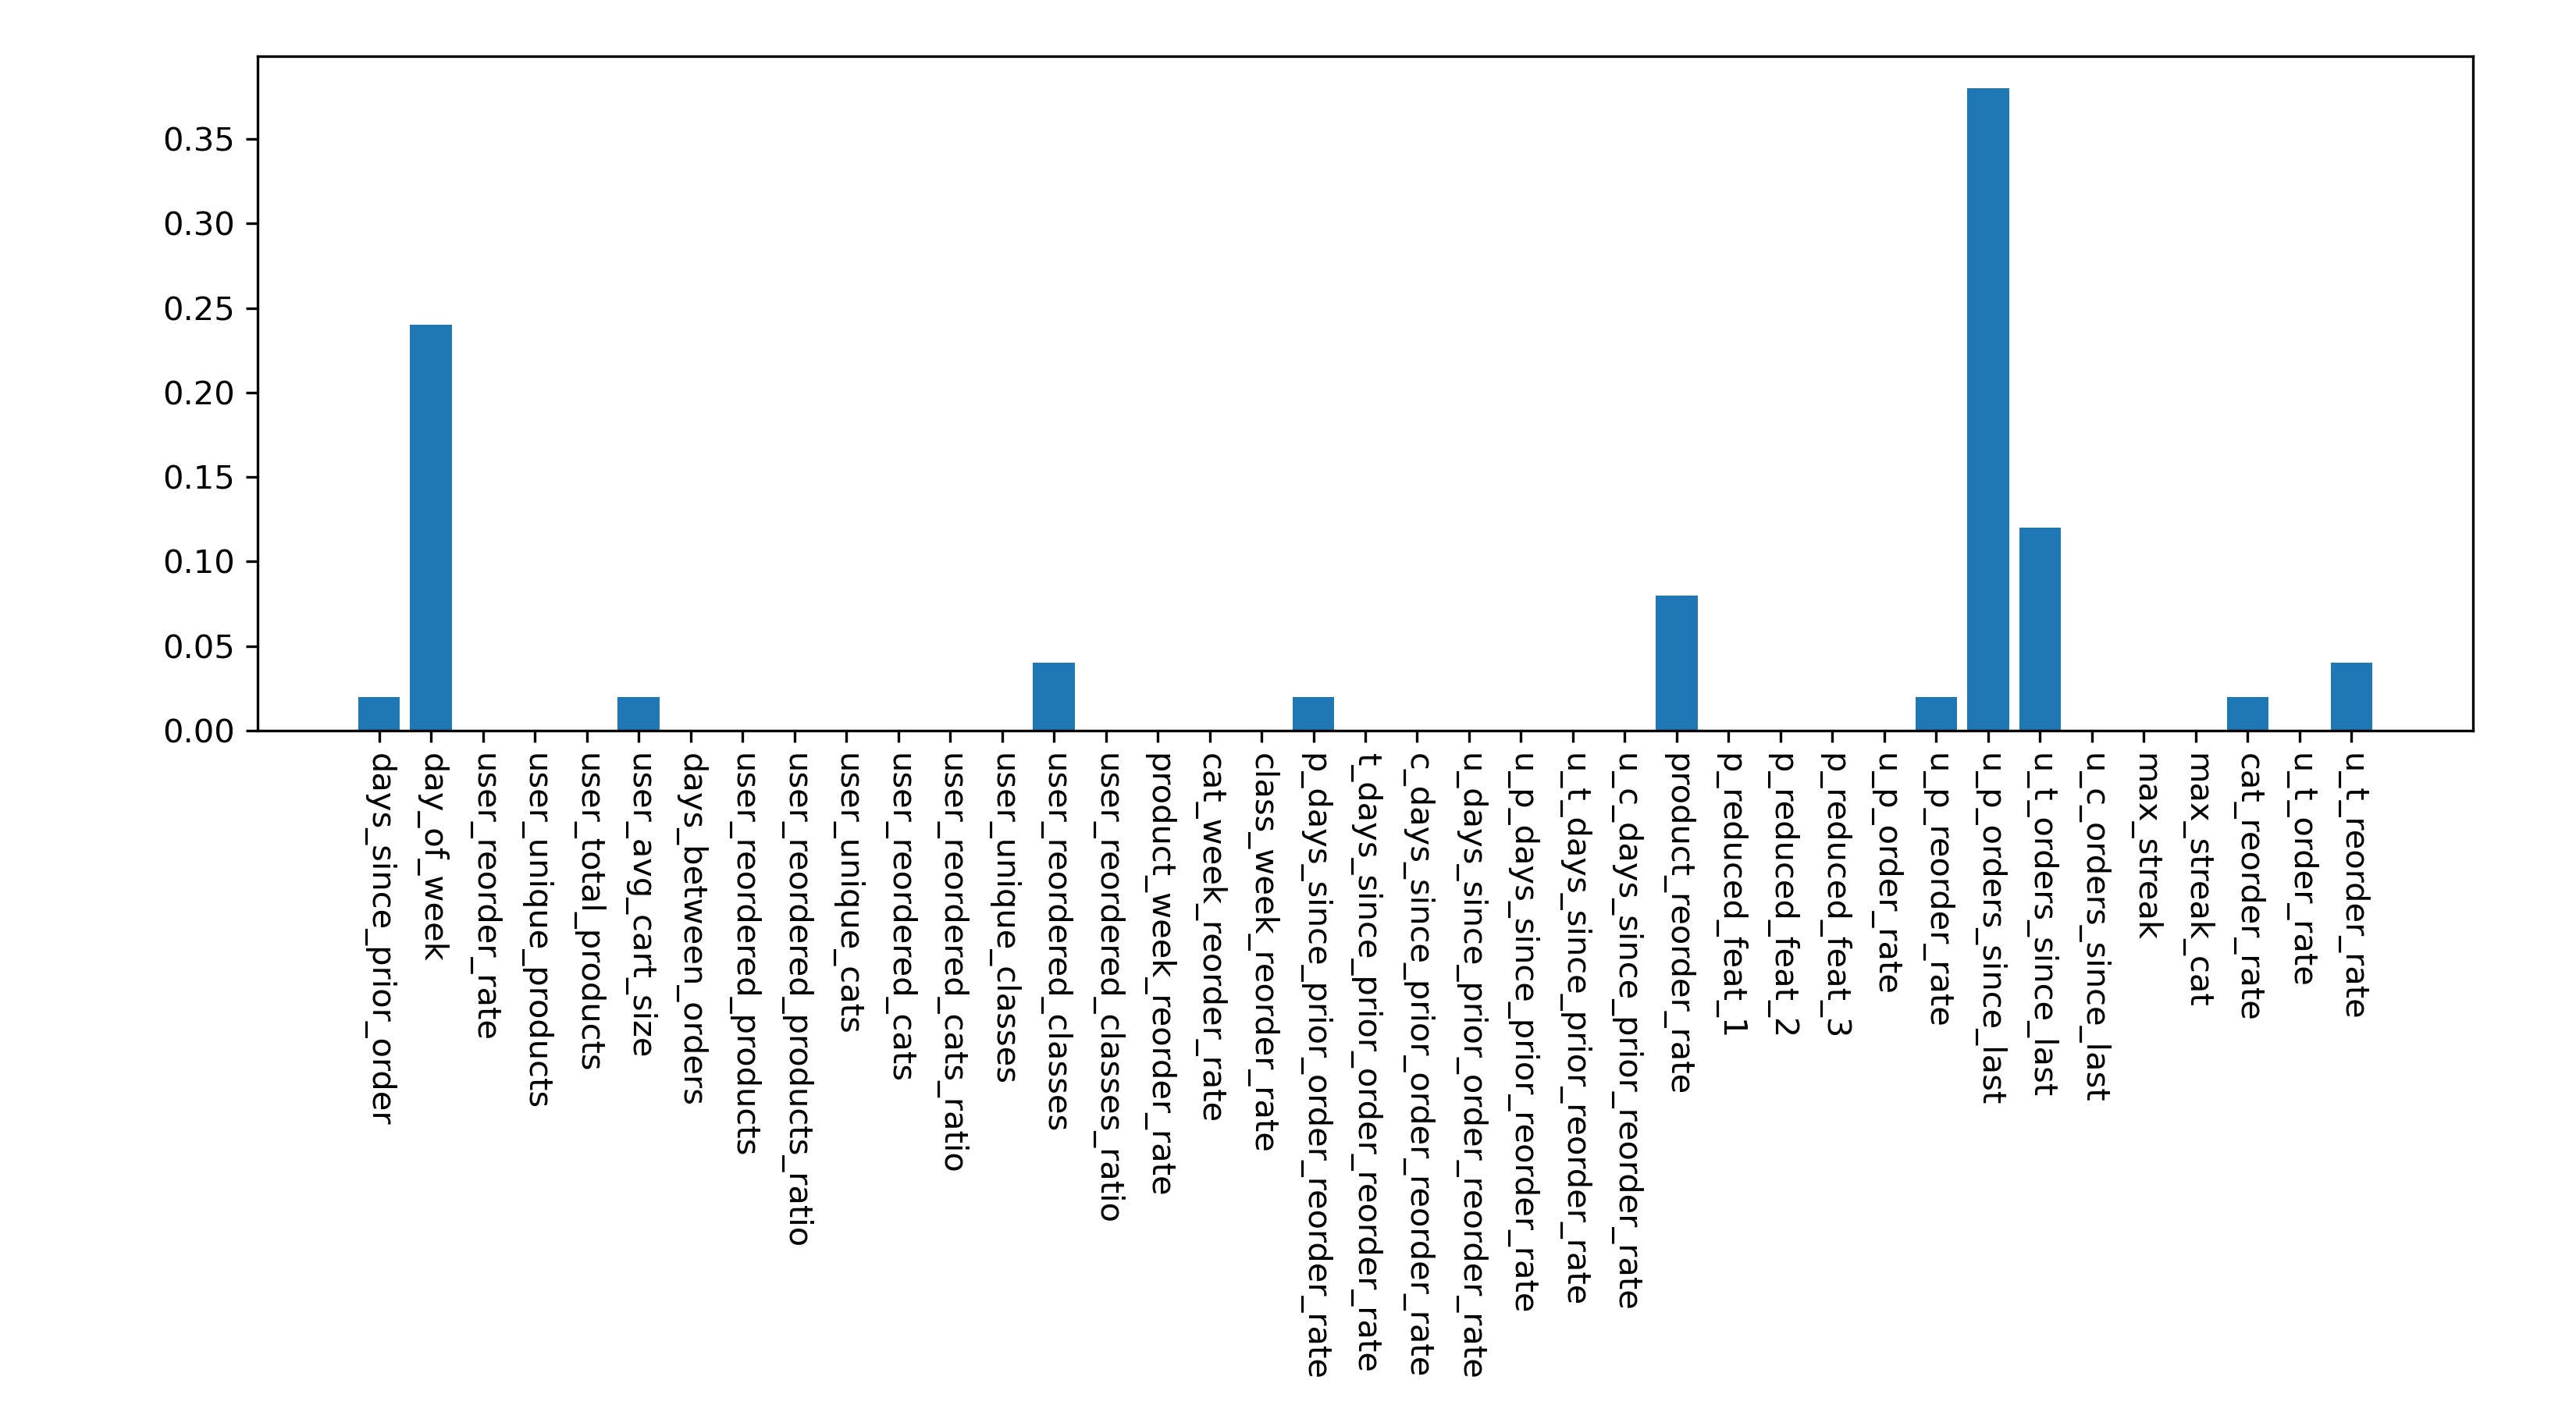 0.35
0.30
0.25
0.20
0.15
0.10
0.05
0.00
days_since_prior_order
day_of_week
user_reorder_rate
user_unique_products
user_total_products
user_avg_cart_size
days_between_orders
user_reordered_products
user_reordered_products_ratio
user_unique_cats
user_reordered_cats
user_reordered_cats_ratio
user_unique_classes
user_reordered_classes
user_reordered_classes_ratio
product_week_reorder_rate
cat_week_reorder_rate
class_week_reorder_rate
p_days_since_prior_order_reorder_rate
t_days_since_prior_order_reorder_rate
c_days_since_prior_order_reorder_rate
u_days_since_prior_order_reorder_rate
u_p_days_since_prior_reorder_rate
u_t_days_since_prior_reorder_rate
u_c_days_since_prior_reorder_rate
product_reorder_rate
p_reduced_feat_1
p_reduced_feat_2
p_reduced_feat_3
u_p_order_rate
u_p_reorder_rate
u_p_orders_since_last
u_t_orders_since_last
u_c_orders_since_last
max_streak
max_streak_cat
cat_reorder_rate
u_t_order_rate
u_t_reorder_rate